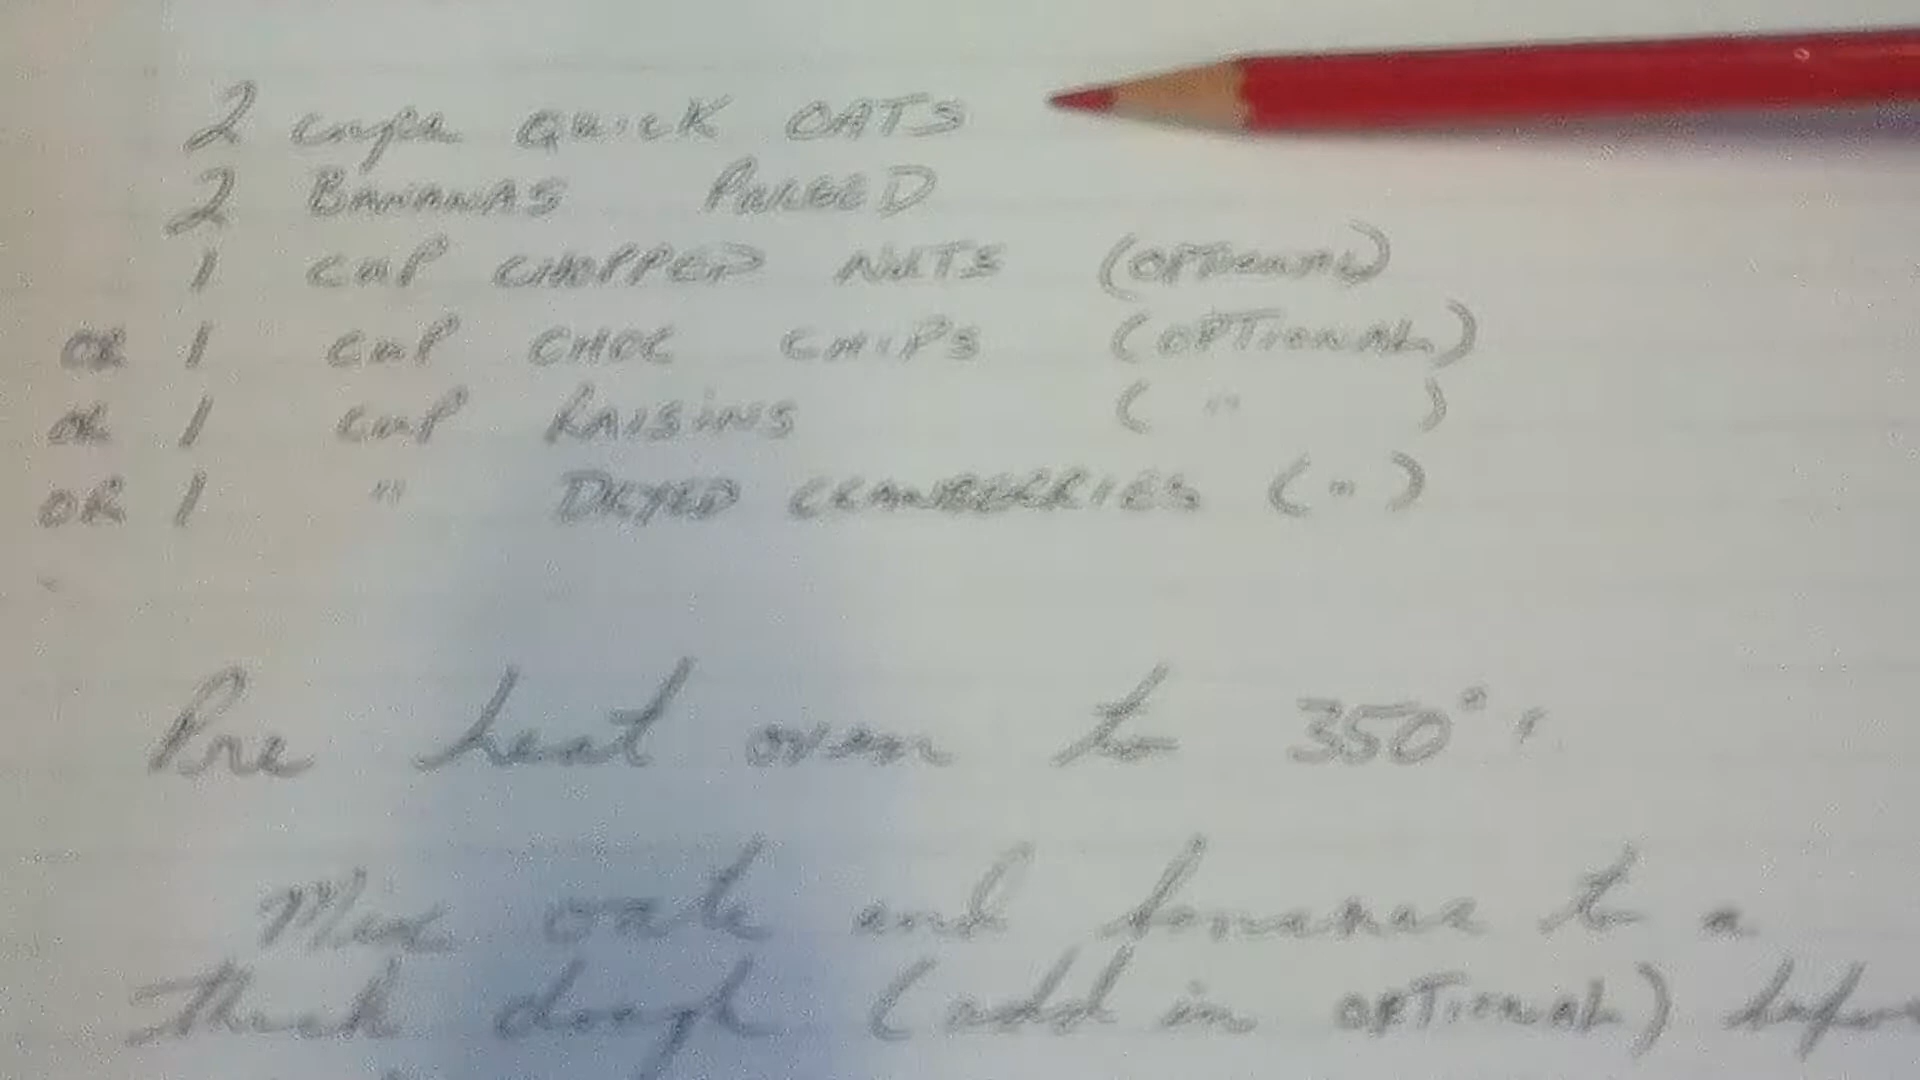 2 cups QUICK OATS
2 BANANAS PUREED
1 CUP CHOPPED NUTS (OPTIONAL)
OR 1 CUP CHOC CHIPS (OPTIONAL)
OR 1 CUP RAISINS ( " )
OR 1 " DRYED CRANBERRIES ( " )
Pre heat oven to 350°
Mix oats and bananas to a
thick dough (add in OPTIONAL)